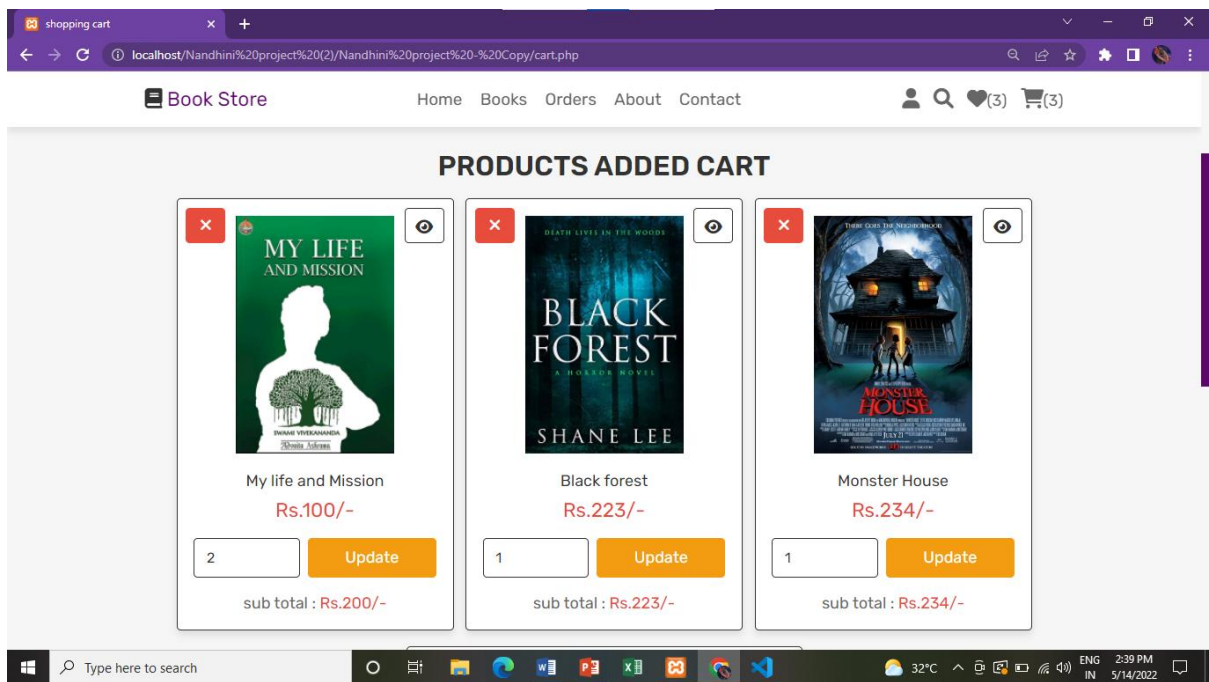 shopping cart
localhost/Nandhini%20project%20(2)/Nandhini%20project%20-%20Copy/cart.php
Book Store Home Books Orders About Contact (3) (3)
PRODUCTS ADDED CART
MY LIFE
AND MISSION
SWAMI VIVEKANANDA
Advaita Ashrama
DEATH LIVES IN THE WOODS
BLACK
FOREST
A HORROR NOVEL
SHANE LEE
THERE GOES THE NEIGHBORHOOD
MONSTER
HOUSE
JULY 21
My life and Mission Black forest Monster House
Rs.100/- Rs.223/- Rs.234/-
2 Update 1 Update 1 Update
sub total : Rs.200/- sub total : Rs.223/- sub total : Rs.234/-
Type here to search 32°C ENG 2:39 PM
IN 5/14/2022